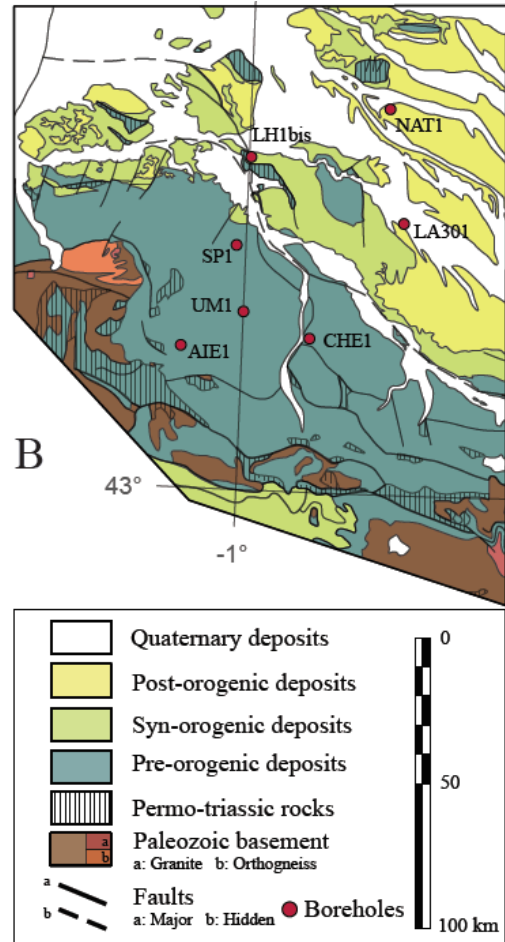 NAT1
LH1bis
LA301
SP1
UM1
CHE1
AIE1
B
43°
-1°
Quaternary deposits
Post-orogenic deposits
Syn-orogenic deposits
Pre-orogenic deposits
Permo-triassic rocks
a
b
Paleozoic basement
a: Granite b: Orthogneiss
a
b
Faults
a: Major b: Hidden
Boreholes
0
50
100 km